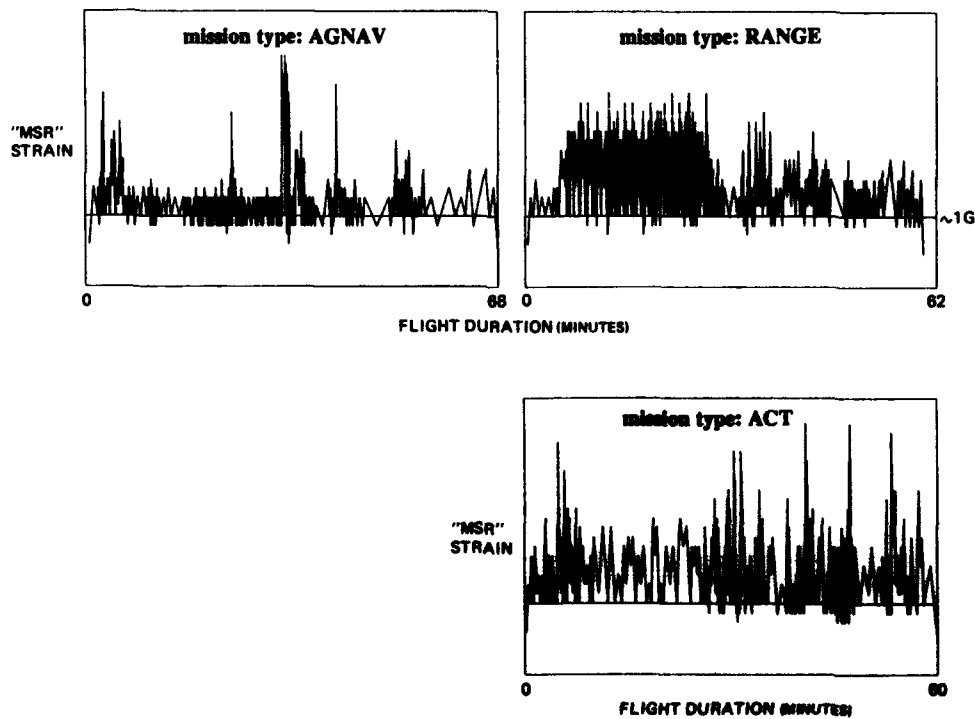 mission type: AGNAV
mission type: RANGE
"MSR"
STRAIN
~1G
0
68
0
62
FLIGHT DURATION (MINUTES)
mission type: ACT
"MSR"
STRAIN
0
60
FLIGHT DURATION (MINUTES)